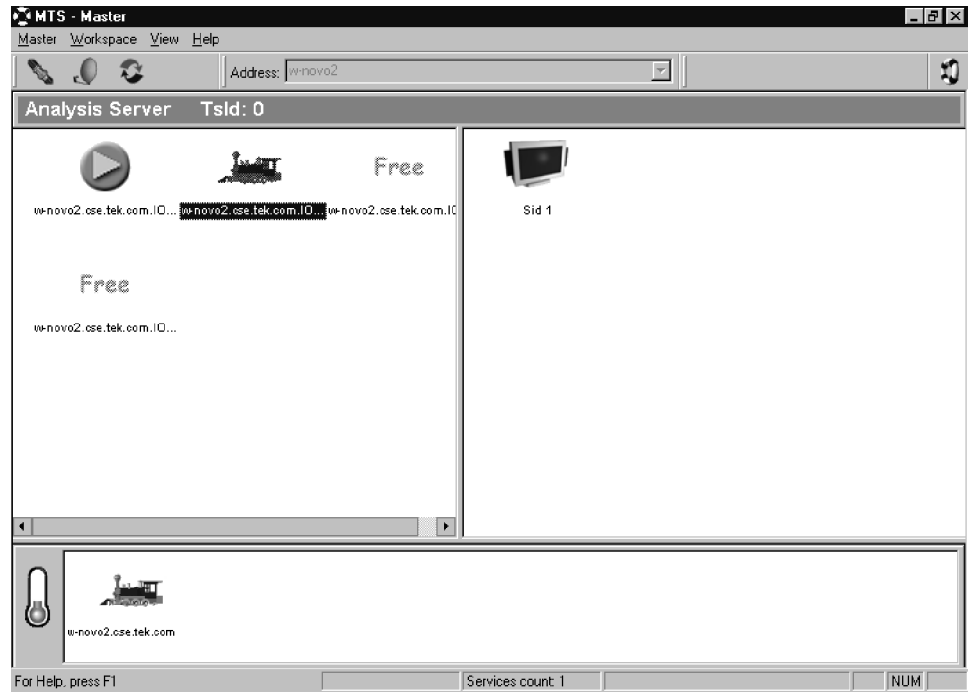 MTS - Master
Master Workspace View Help
Address: w-novo2
Analysis Server TsId: 0
Free
w-novo2.cse.tek.com.IO... w-novo2.cse.tek.com.IO... w-novo2.cse.tek.com.IO
Sid 1
Free
w-novo2.cse.tek.com.IO...
w-novo2.cse.tek.com
For Help, press F1
Services count: 1
NUM